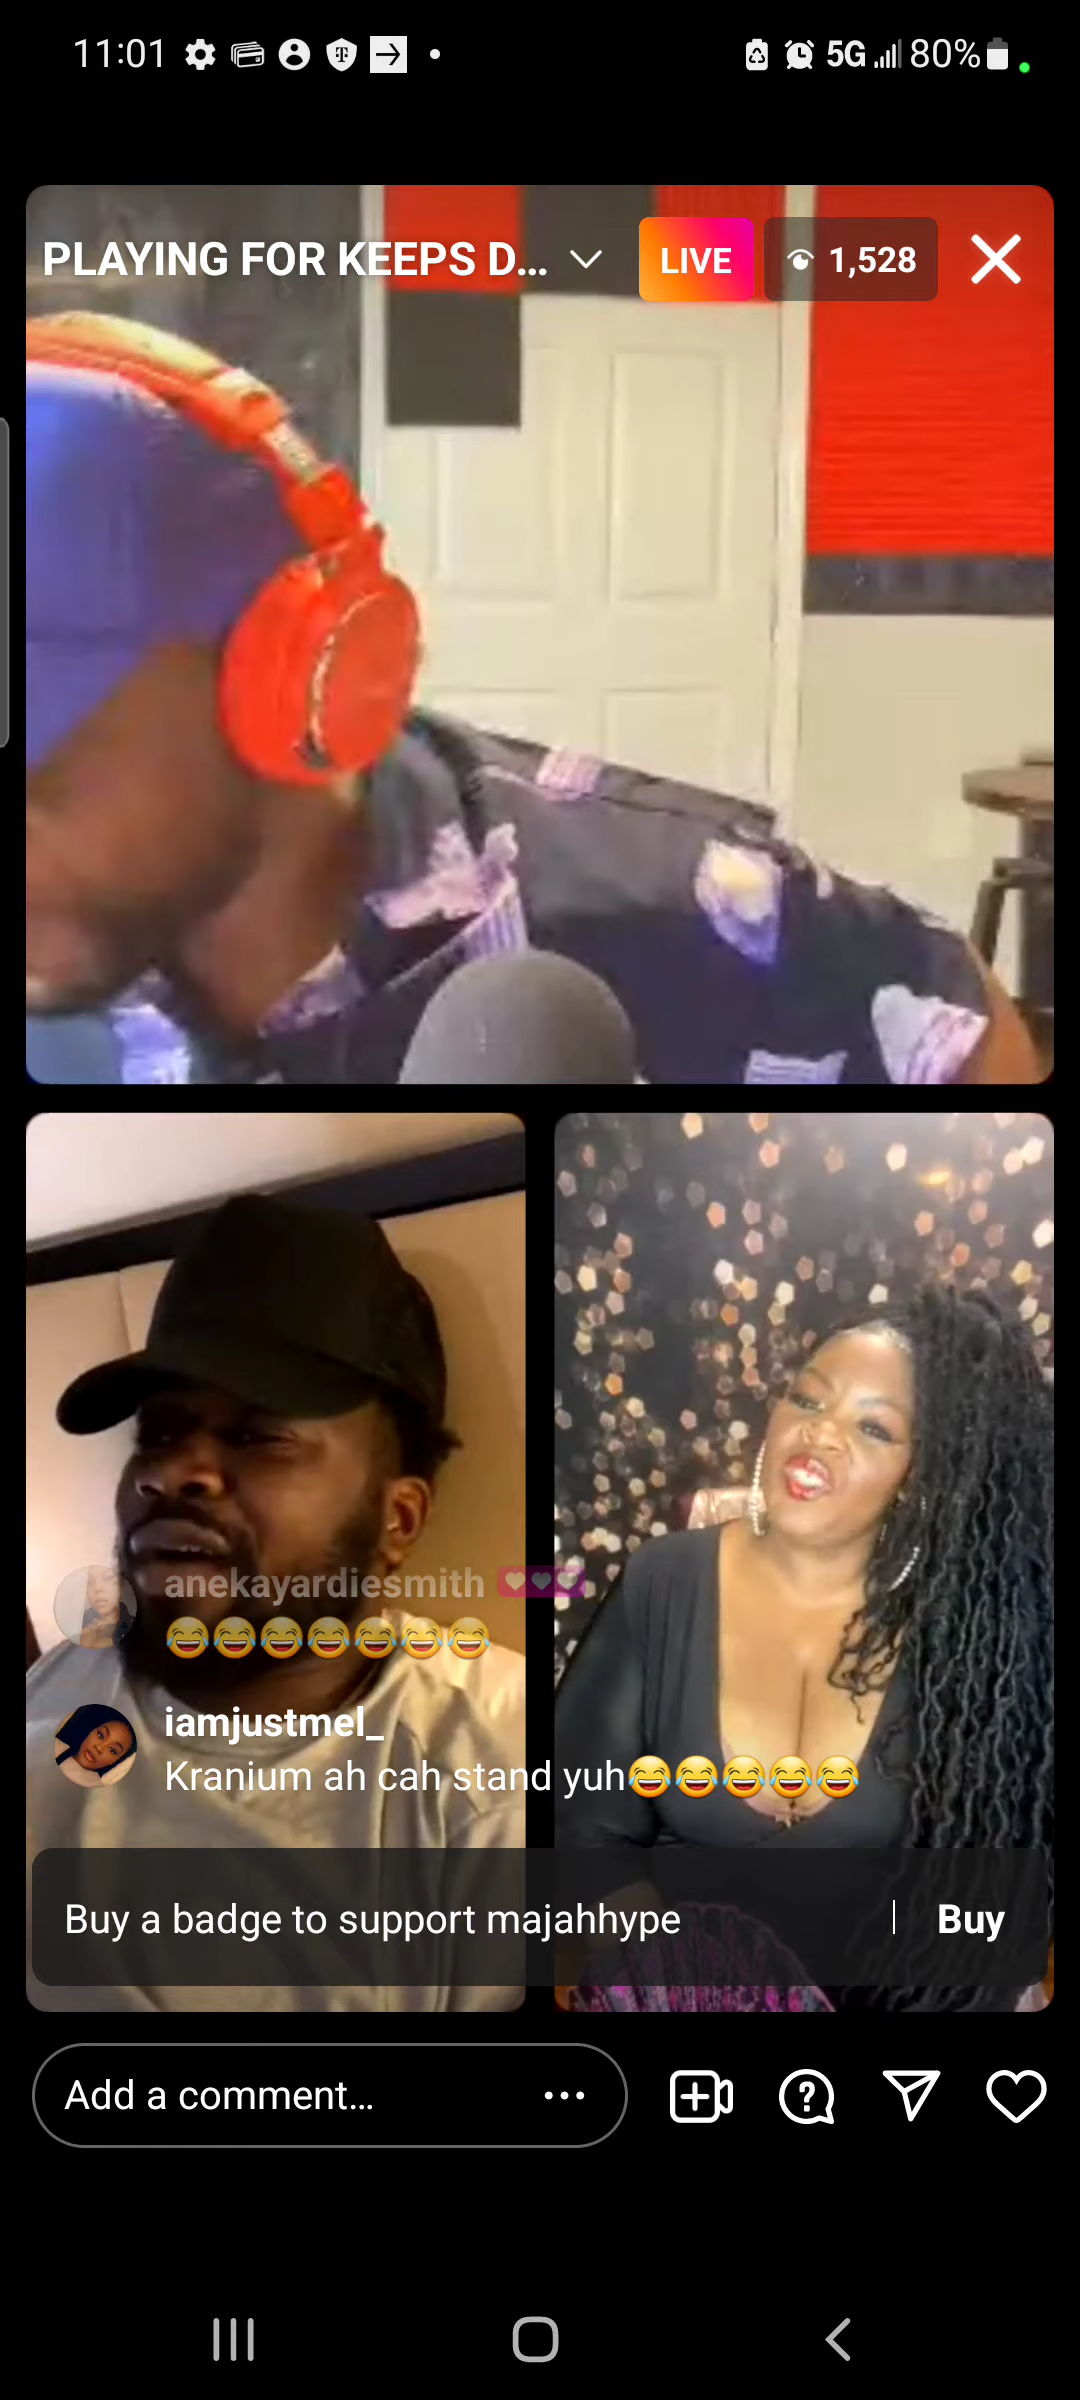 11:01 5G 80%
PLAYING FOR KEEPS D... LIVE 1,528
anekayardiesmith
😂😂😂😂😂😂😂
iamjustmel_
Kranium ah cah stand yuh😂😂😂😂😂
Buy a badge to support majahhype | Buy
Add a comment...